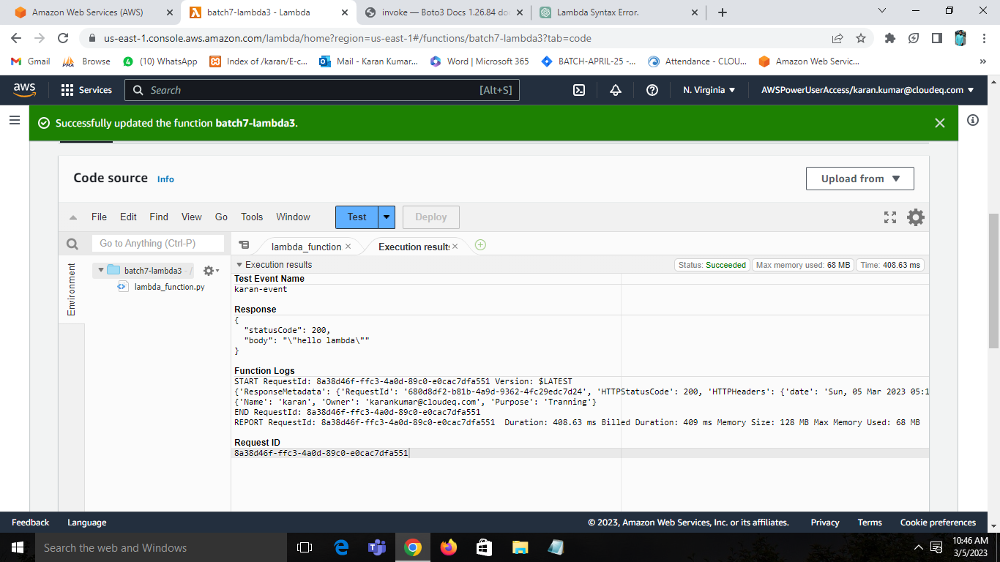 Amazon Web Services (AWS)
batch7-lambda3 - Lambda
invoke — Boto3 Docs 1.26.84 do
Lambda Syntax Error.
us-east-1.console.aws.amazon.com/lambda/home?region=us-east-1#/functions/batch7-lambda3?tab=code
Gmail
PMA
Browse
(10) WhatsApp
Index of /karan/E-c...
Mail - Karan Kumar...
Word | Microsoft 365
BATCH-APRIL-25 -...
Attendance - CLOU...
Amazon Web Servic...
»
aws
Services
Search
[Alt+S]
N. Virginia
AWSPowerUserAccess/karan.kumar@cloudeq.com
Successfully updated the function batch7-lambda3.
Code source Info
Upload from
File Edit Find View Go Tools Window
Test
Deploy
Go to Anything (Ctrl-P)
lambda_function
Execution results
Environment
batch7-lambda3 - /
lambda_function.py
Execution results
Status: Succeeded
Max memory used: 68 MB
Time: 408.63 ms
Test Event Name
karan-event
Response
{
"statusCode": 200,
"body": "\"hello lambda\""
}
Function Logs
START RequestId: 8a38d46f-ffc3-4a0d-89c0-e0cac7dfa551 Version: $LATEST
{'ResponseMetadata': {'RequestId': '680d8df2-b81b-4a9d-9362-4fc29edc7d24', 'HTTPStatusCode': 200, 'HTTPHeaders': {'date': 'Sun, 05 Mar 2023 05:1
{'Name': 'karan', 'Owner': 'karankumar@cloudeq.com', 'Purpose': 'Tranning'}
END RequestId: 8a38d46f-ffc3-4a0d-89c0-e0cac7dfa551
REPORT RequestId: 8a38d46f-ffc3-4a0d-89c0-e0cac7dfa551 Duration: 408.63 ms Billed Duration: 409 ms Memory Size: 128 MB Max Memory Used: 68 MB
Request ID
8a38d46f-ffc3-4a0d-89c0-e0cac7dfa551
Feedback Language
© 2023, Amazon Web Services, Inc. or its affiliates. Privacy Terms Cookie preferences
Search the web and Windows
10:46 AM
3/5/2023